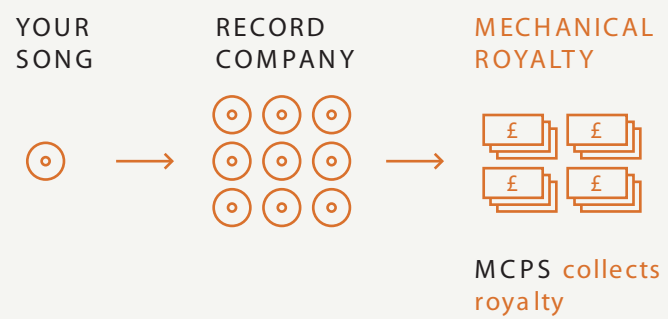 YOUR
SONG
RECORD
COMPANY
MECHANICAL
ROYALTY
£
£
£
£
MCPS collects
royalty